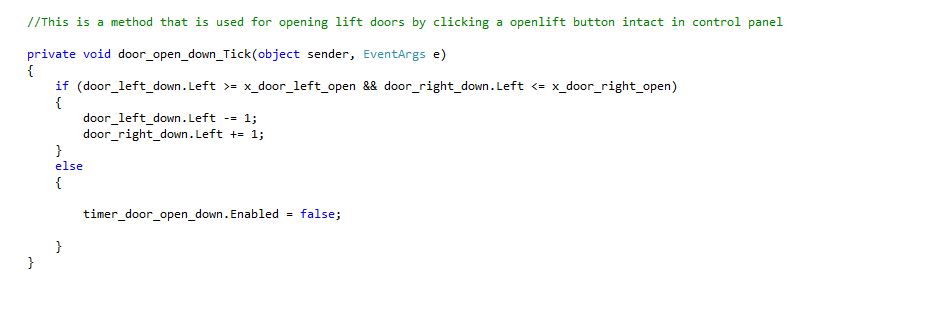 //This is a method that is used for opening lift doors by clicking a openlift button intact in control panel
private void door_open_down_Tick(object sender, EventArgs e)
{
if (door_left_down.Left >= x_door_left_open && door_right_down.Left <= x_door_right_open)
{
door_left_down.Left -= 1;
door_right_down.Left += 1;
}
else
{
timer_door_open_down.Enabled = false;
}
}